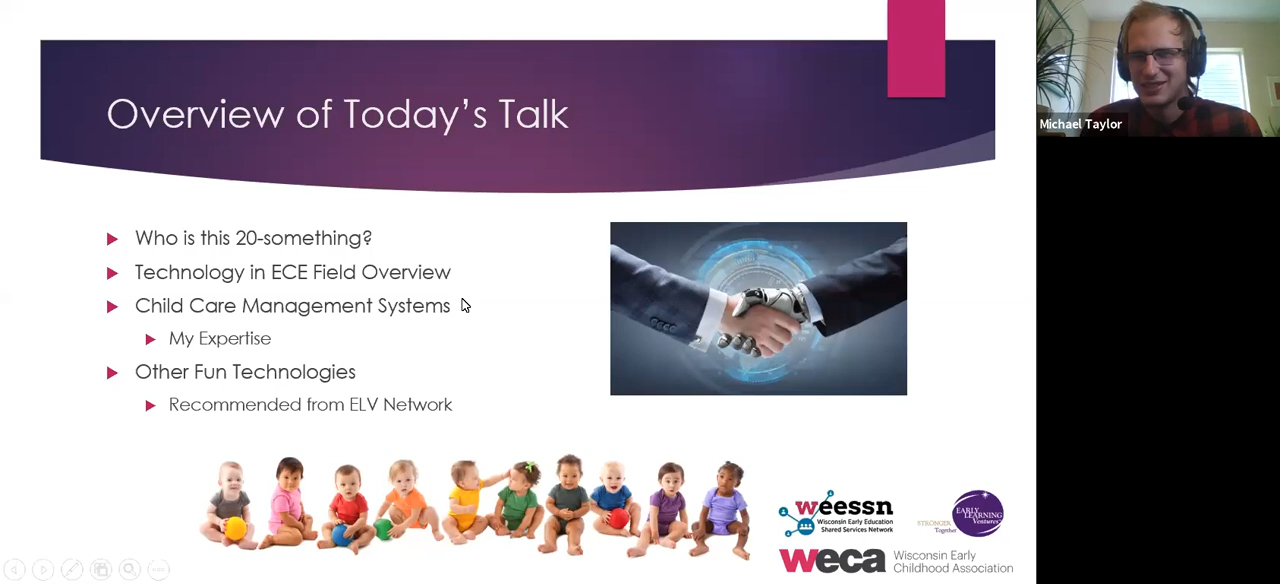 Overview of Today's Talk
Michael Taylor
Who is this 20-something?
Technology in ECE Field Overview
Child Care Management Systems
My Expertise
Other Fun Technologies
Recommended from ELV Network
weessn
Wisconsin Early Education
Shared Services Network
STRONGER
Together
EARLY
LEARNING
Ventures
weca
Wisconsin Early
Childhood Association